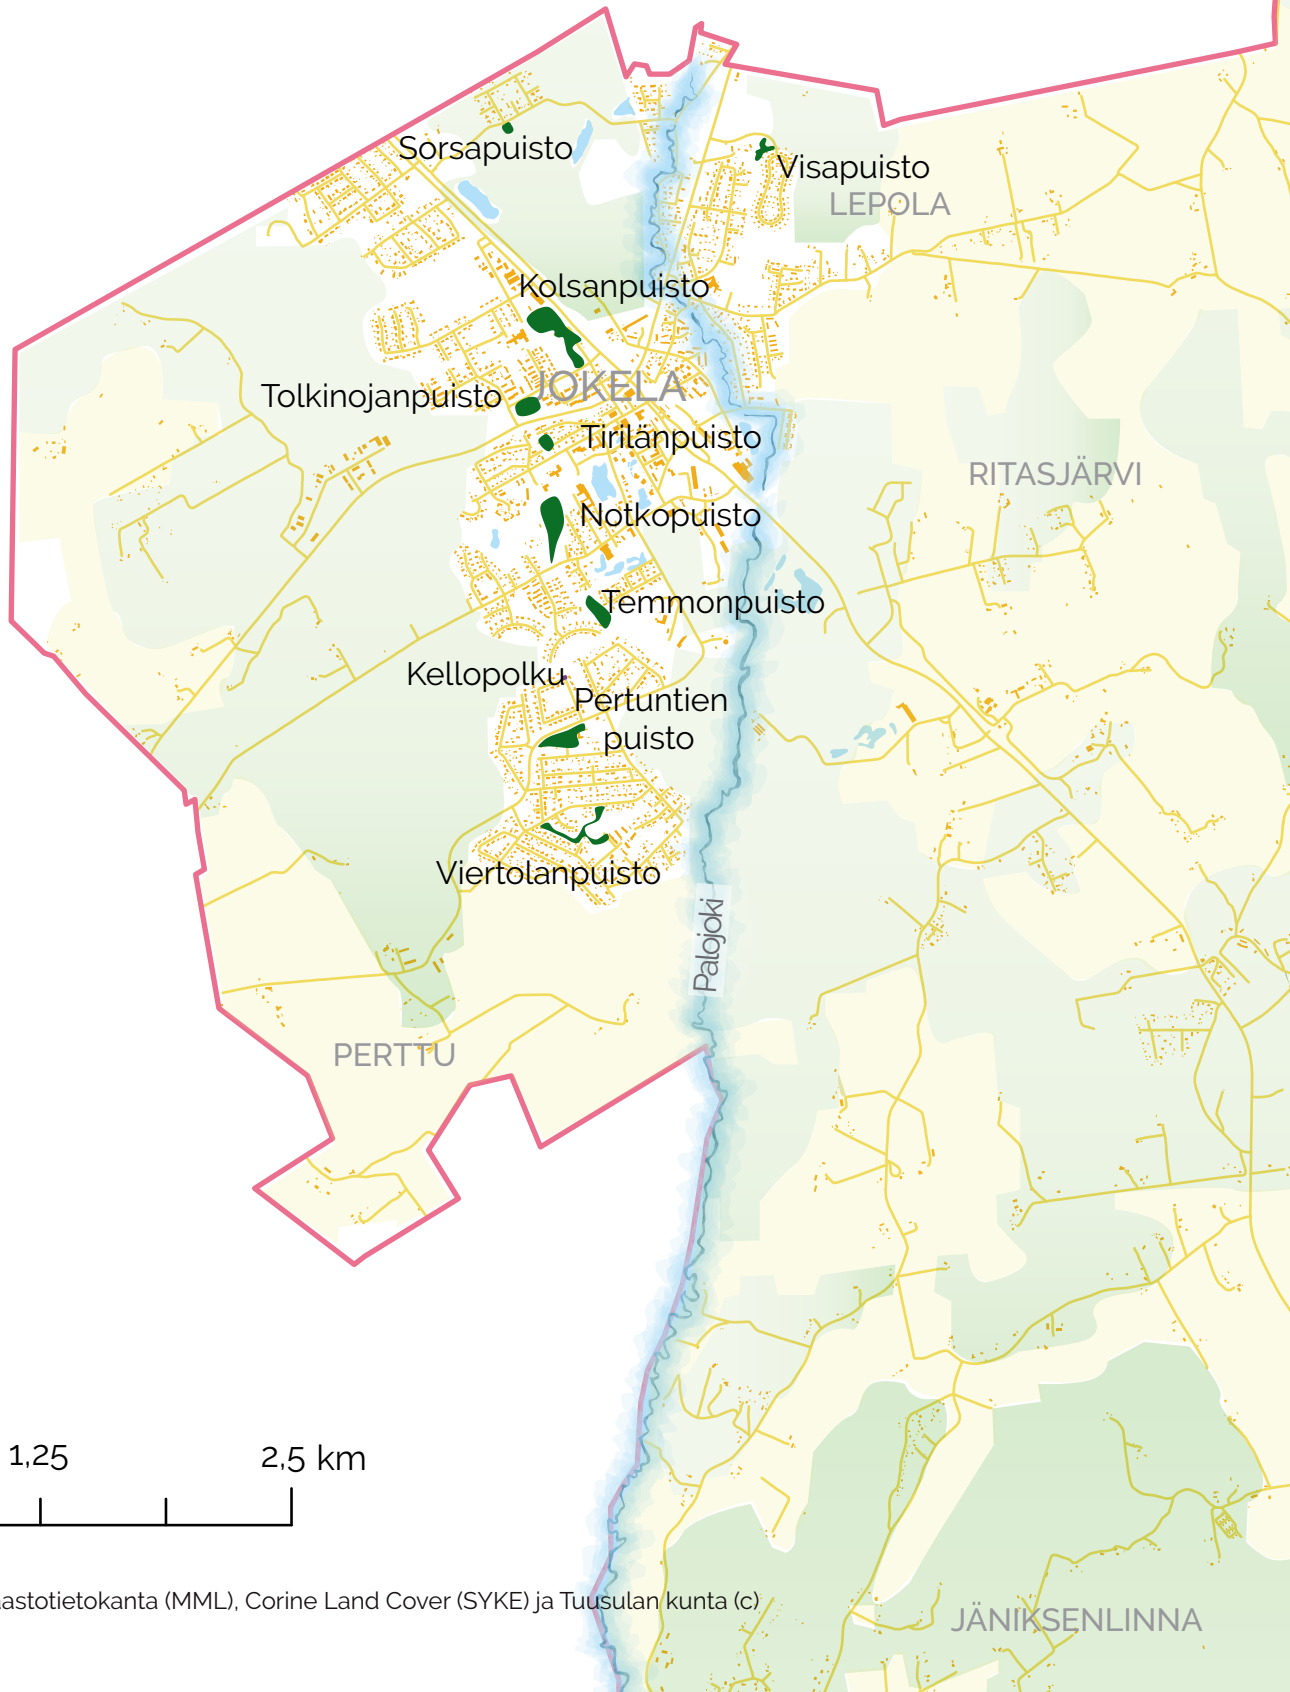 Sorsapuisto
Visapuisto
LEPOLA
Kolsanpuisto
JOKELA
Tolkinojanpuisto
Tirilänpuisto
RITASJÄRVI
Notkopuisto
Temmonpuisto
Kellopolku
Pertuntien
puisto
Viertolanpuisto
Palojoki
PERTTU
1,25
2,5 km
astotietokanta (MML), Corine Land Cover (SYKE) ja Tuusulan kunta (c)
JÄNIKSENLINNA